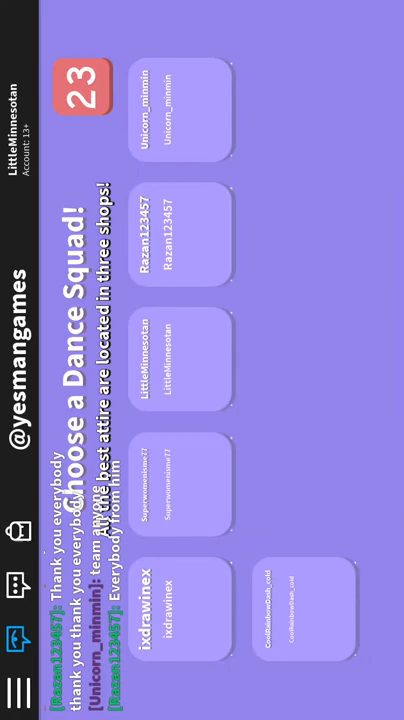 @yesmangames
LittleMinnesotan
Account: 13+
[Razan123457]: Thank you everybody
thank you thank you everybody
[Unicorn_minmin]: team anyone
[Razan123457]: Everybody from him
Choose a Dance Squad!
All the best attire are located in three shops!
23
ixdrawinex
ixdrawinex
Superwomenisme77
Superwomenisme77
LittleMinnesotan
LittleMinnesotan
Razan123457
Razan123457
Unicorn_minmin
Unicorn_minmin
CoolRainbowDash_cold
CoolRainbowDash_cold